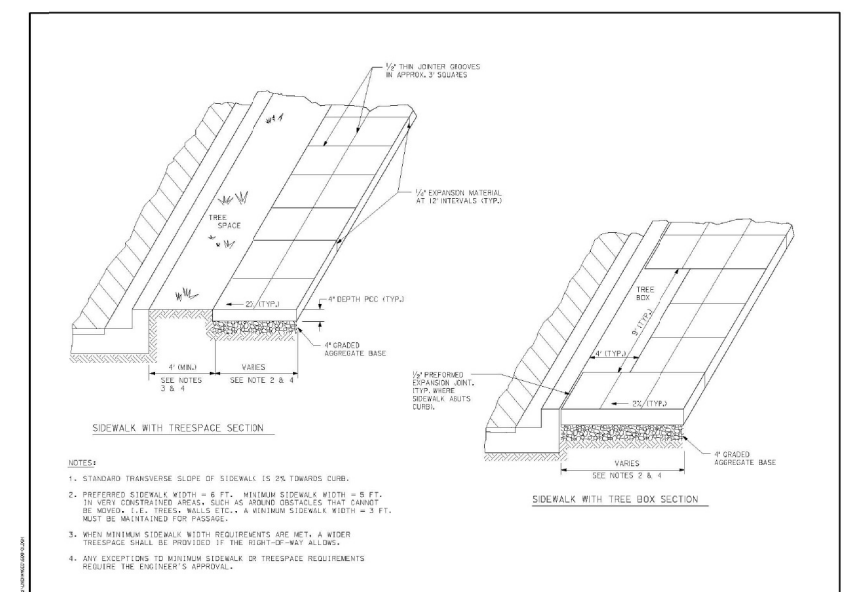 1/2" THIN JOINTER GROOVES
IN APPROX. 3' SQUARES
TREE
SPACE
EXPANSION MATERIAL
AT 12' INTERVALS (TYP.)
(TYP.)
4" DEPTH PCC (TYP.)
4" GRADED
AGGREGATE BASE
4' (MIN.)
SEE NOTES
3 & 4
VARIES
SEE NOTE 2 & 4
SIDEWALK WITH TREESPACE SECTION
TREE
BOX
(TYP.)
4' (TYP.)
1/2" PREFORMED
EXPANSION JOINT.
(TYP. WHERE
SIDEWALK ABUTS
CURB).
2% (TYP.)
4" GRADED
AGGREGATE BASE
VARIES
SEE NOTES 2 & 4
SIDEWALK WITH TREE BOX SECTION
NOTES:
1. STANDARD TRANSVERSE SLOPE OF SIDEWALK IS 2% TOWARDS CURB.
2. PREFERRED SIDEWALK WIDTH = 6 FT. MINIMUM SIDEWALK WIDTH = 5 FT.
IN VERY CONSTRAINED AREAS, SUCH AS AROUND OBSTACLES THAT CANNOT
BE MOVED, I.E. TREES, WALLS ETC., A MINIMUM SIDEWALK WIDTH = 3 FT.
MUST BE MAINTAINED FOR PASSAGE.
3. WHEN MINIMUM SIDEWALK WIDTH REQUIREMENTS ARE MET, A WIDER
TREESPACE SHALL BE PROVIDED IF THE RIGHT-OF-WAY ALLOWS.
4. ANY EXCEPTIONS TO MINIMUM SIDEWALK OR TREESPACE REQUIREMENTS
REQUIRE THE ENGINEER'S APPROVAL.